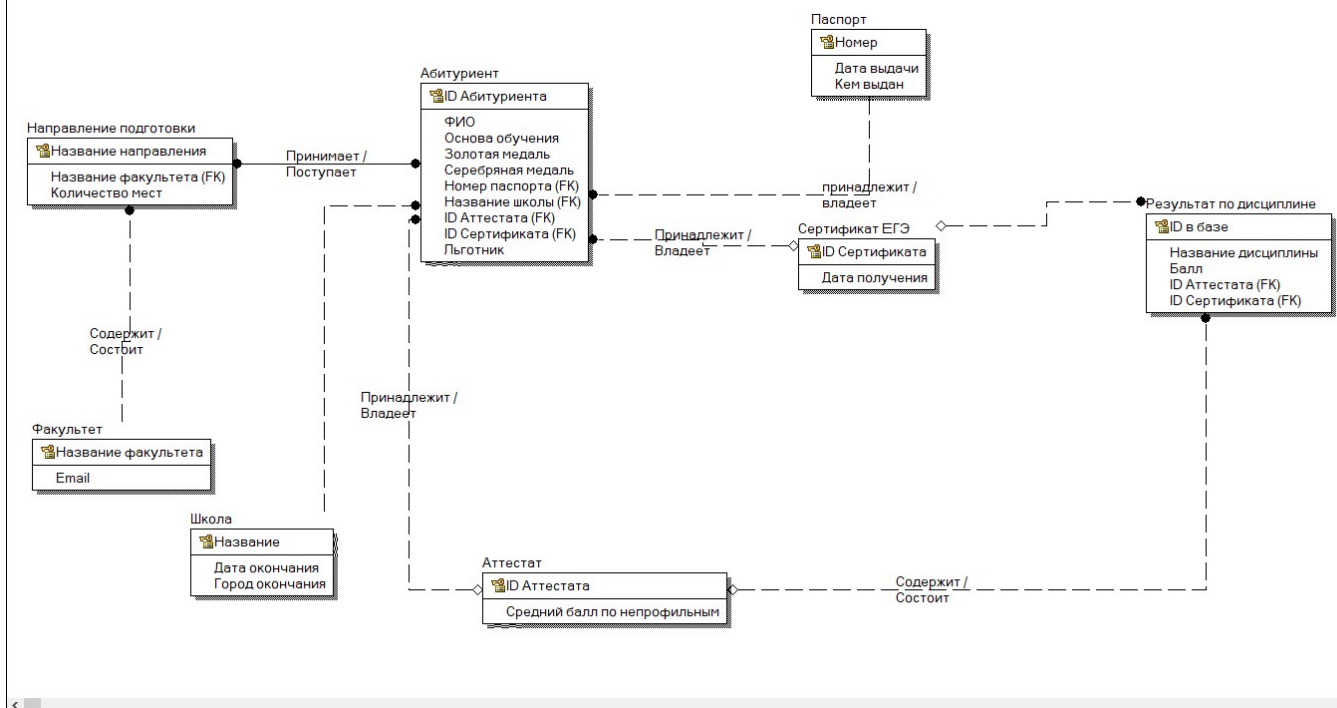 Паспорт
Номер
Дата выдачи
Кем выдан
Абитуриент
ID Абитуриента
ФИО
Основа обучения
Золотая медаль
Серебряная медаль
Номер паспорта (FK)
Название школы (FK)
ID Аттестата (FK)
ID Сертификата (FK)
Льготник
Направление подготовки
Название направления
Название факультета (FK)
Количество мест
Принимает /
Поступает
принадлежит /
владеет
Принадлежит /
Владеет
Сертификат ЕГЭ
ID Сертификата
Дата получения
Результат по дисциплине
ID в базе
Название дисциплины
Балл
ID Аттестата (FK)
ID Сертификата (FK)
Содержит /
Состоит
Принадлежит /
Владеет
Факультет
Название факультета
Email
Школа
Название
Дата окончания
Город окончания
Аттестат
ID Аттестата
Средний балл по непрофильным
Содержит /
Состоит